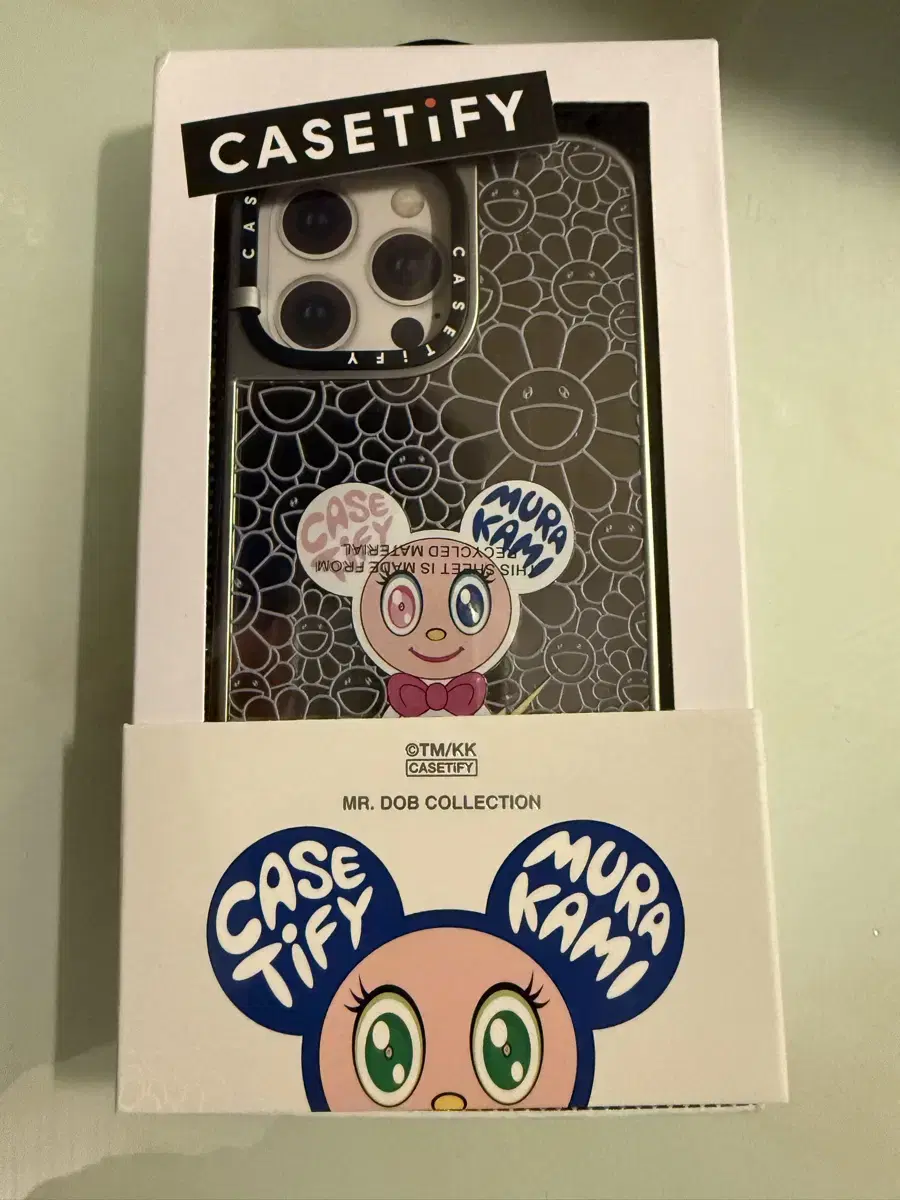 CASETiFY
CAS
CASETiFY
CASE
TiFY
MURA
KAMI
THIS SHEET IS MADE FROM
RECYCLED MATERIAL
©TM/KK
CASETiFY
MR. DOB COLLECTION
CASE
TiFY
MURA
KAMI